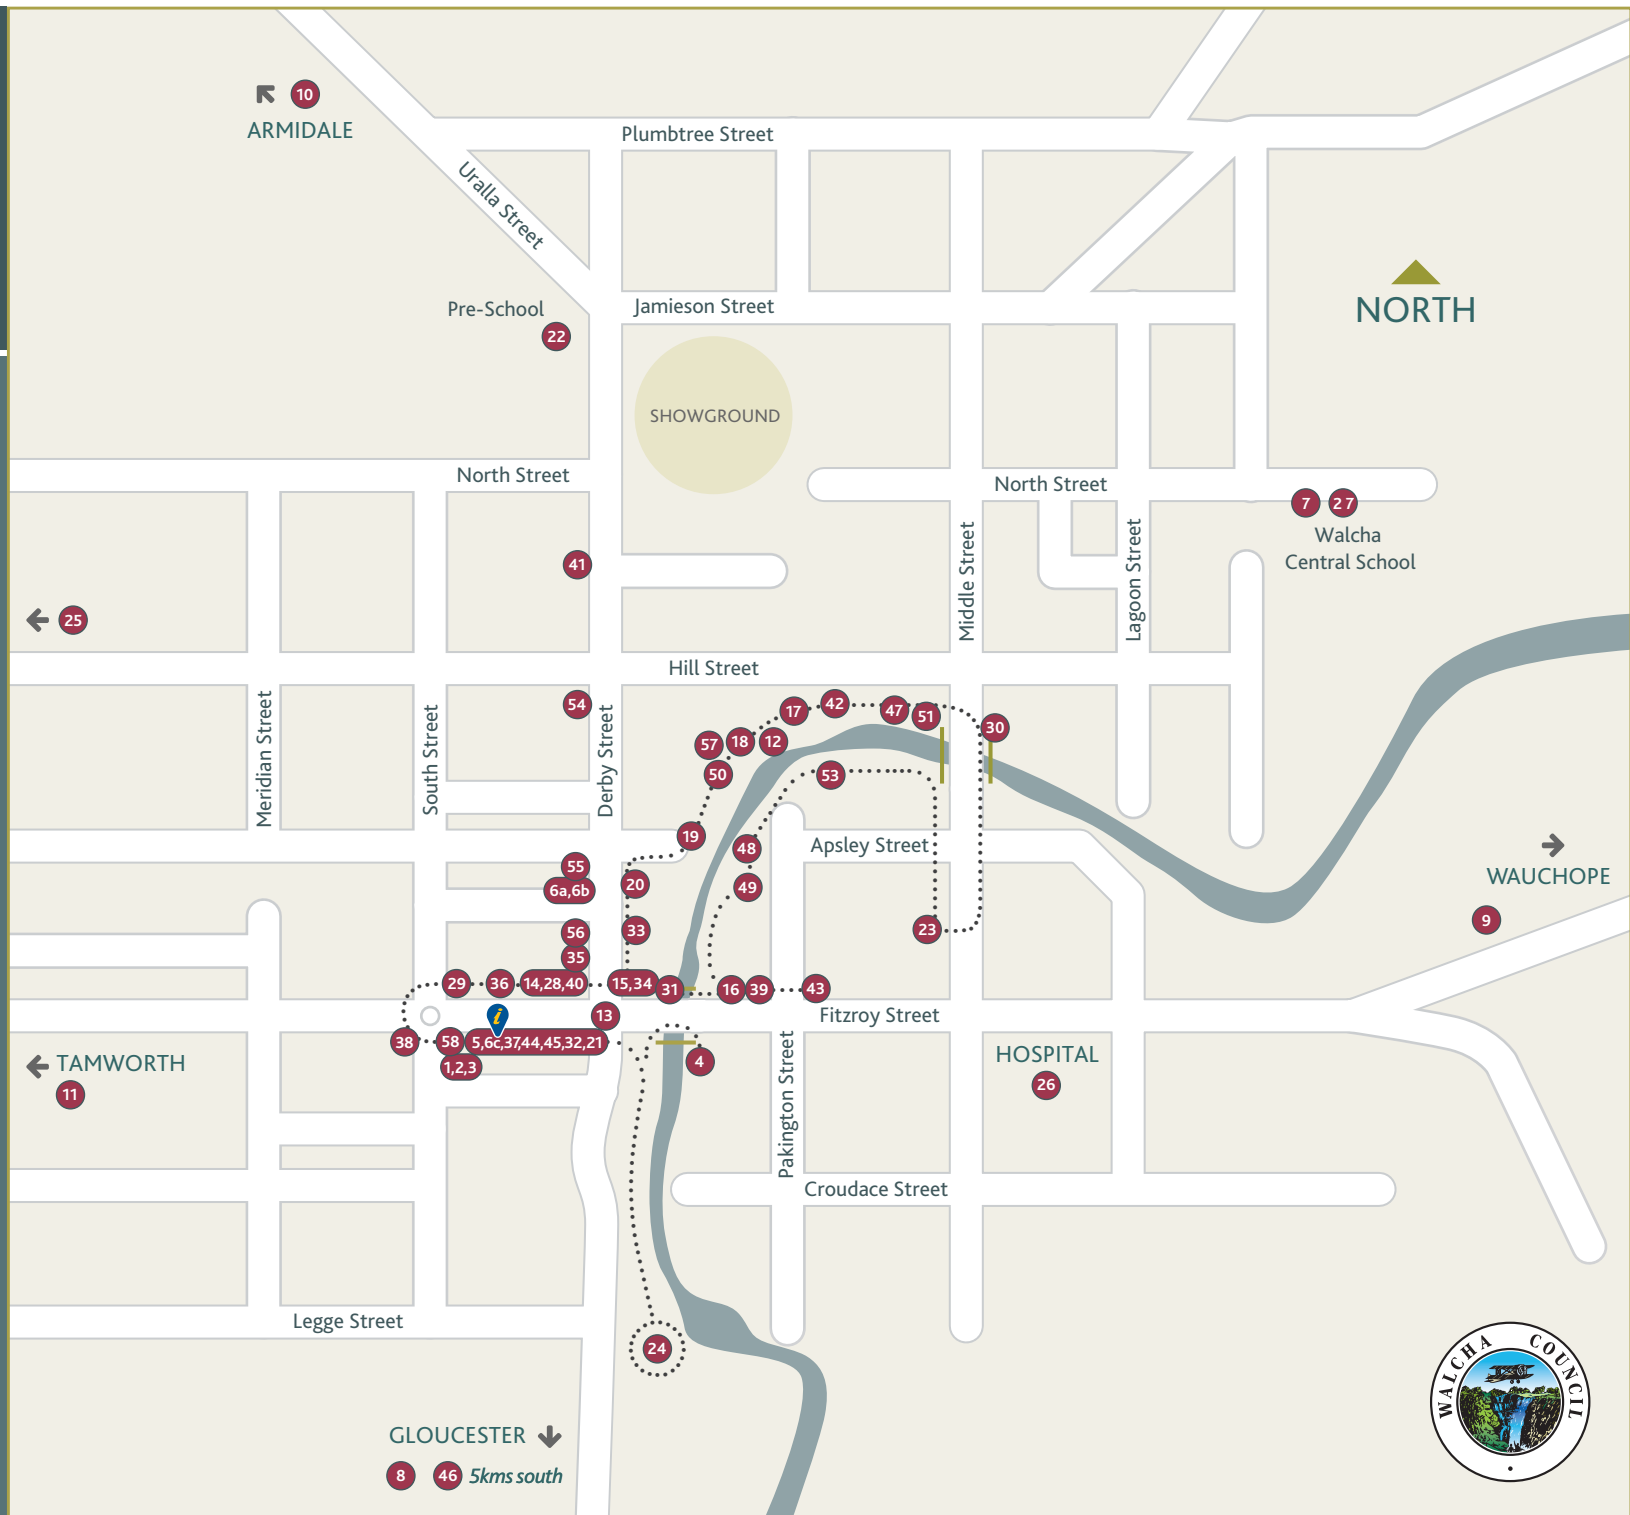 10
ARMIDALE
Plumbtree Street
Uralla Street
Pre-School
22
Jamieson Street
NORTH
SHOWGROUND
North Street
North Street
7 27
Walcha
Central School
41
25
Middle Street
Lagoon Street
Hill Street
54
Meridian Street
South Street
Derby Street
17
42
47
51
30
57
18
12
50
53
19
48
Apsley Street
55
6a,6b
20
49
WAUCHOPE
9
56
33
23
35
29
36
14,28,40
15,34
31
16
39
43
i
13
Fitzroy Street
38
58
5,6c,37,44,45,32,21
1,2,3
4
TAMWORTH
11
HOSPITAL
26
Pakington Street
Croudace Street
Legge Street
24
GLOUCESTER
8 46 5kms south
WALCHA COUNCIL